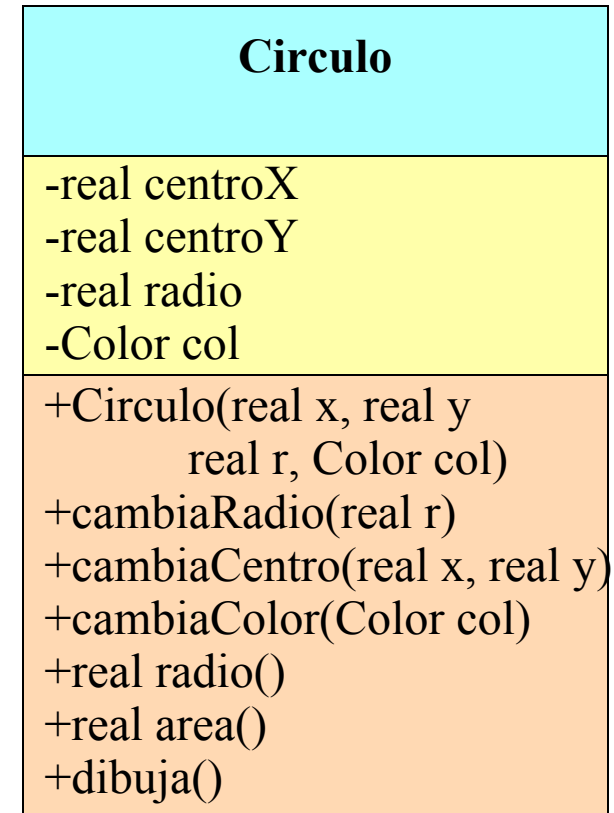 Circulo
-real centroX
-real centroY
-real radio
-Color col
+Circulo(real x, real y
real r, Color col)
+cambiaRadio(real r)
+cambiaCentro(real x, real y)
+cambiaColor(Color col)
+real radio()
+real area()
+dibuja()